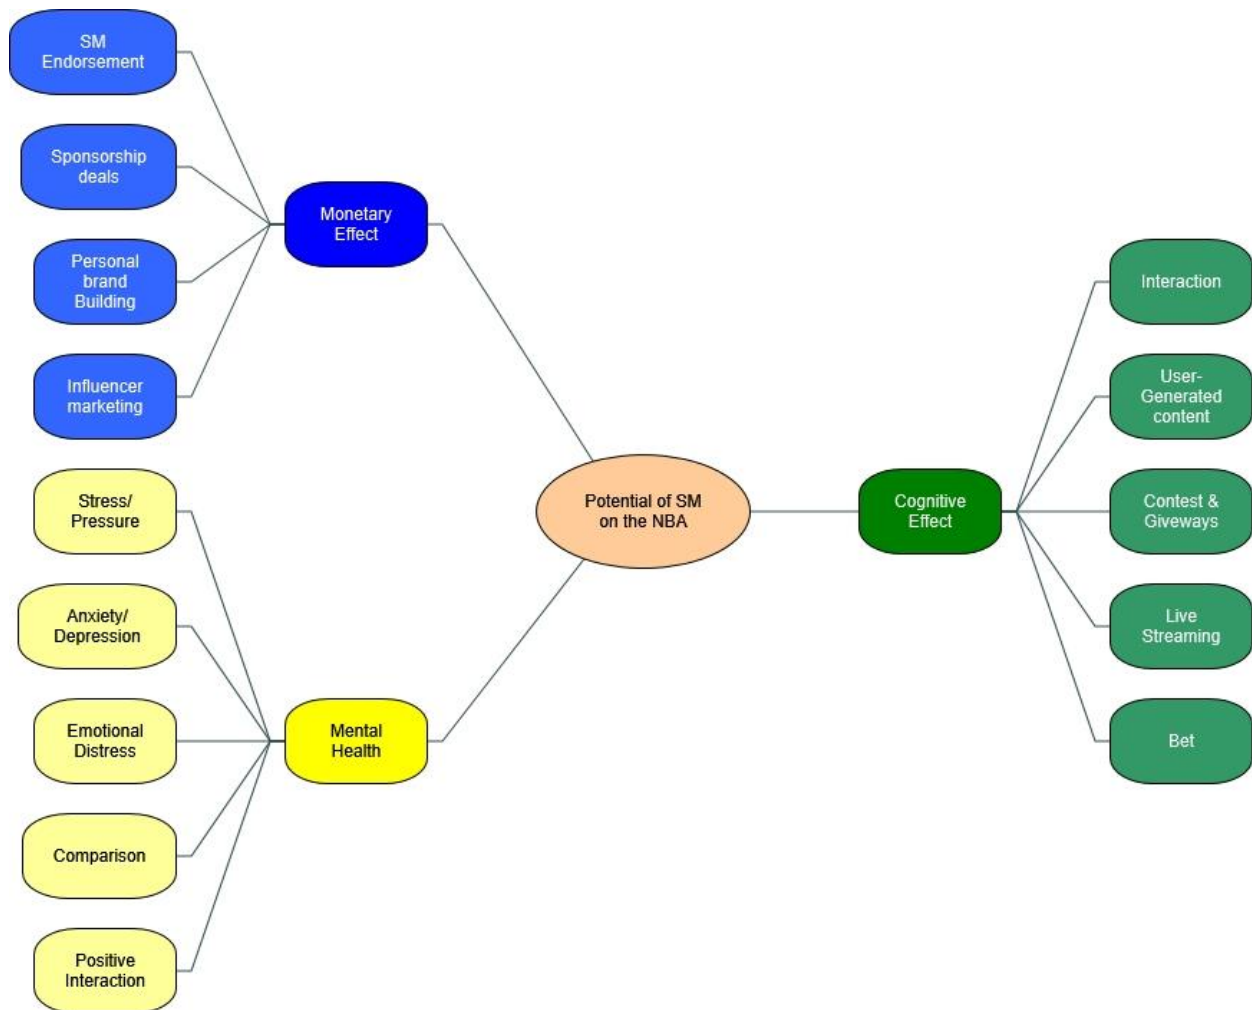 SM
Endorsement
Sponsorship
deals
Personal
brand
Building
Influencer
marketing
Monetary
Effect
Stress/
Pressure
Anxiety/
Depression
Emotional
Distress
Comparison
Positive
Interaction
Mental
Health
Potential of SM
on the NBA
Cognitive
Effect
Interaction
User-
Generated
content
Contest &
Giveways
Live
Streaming
Bet